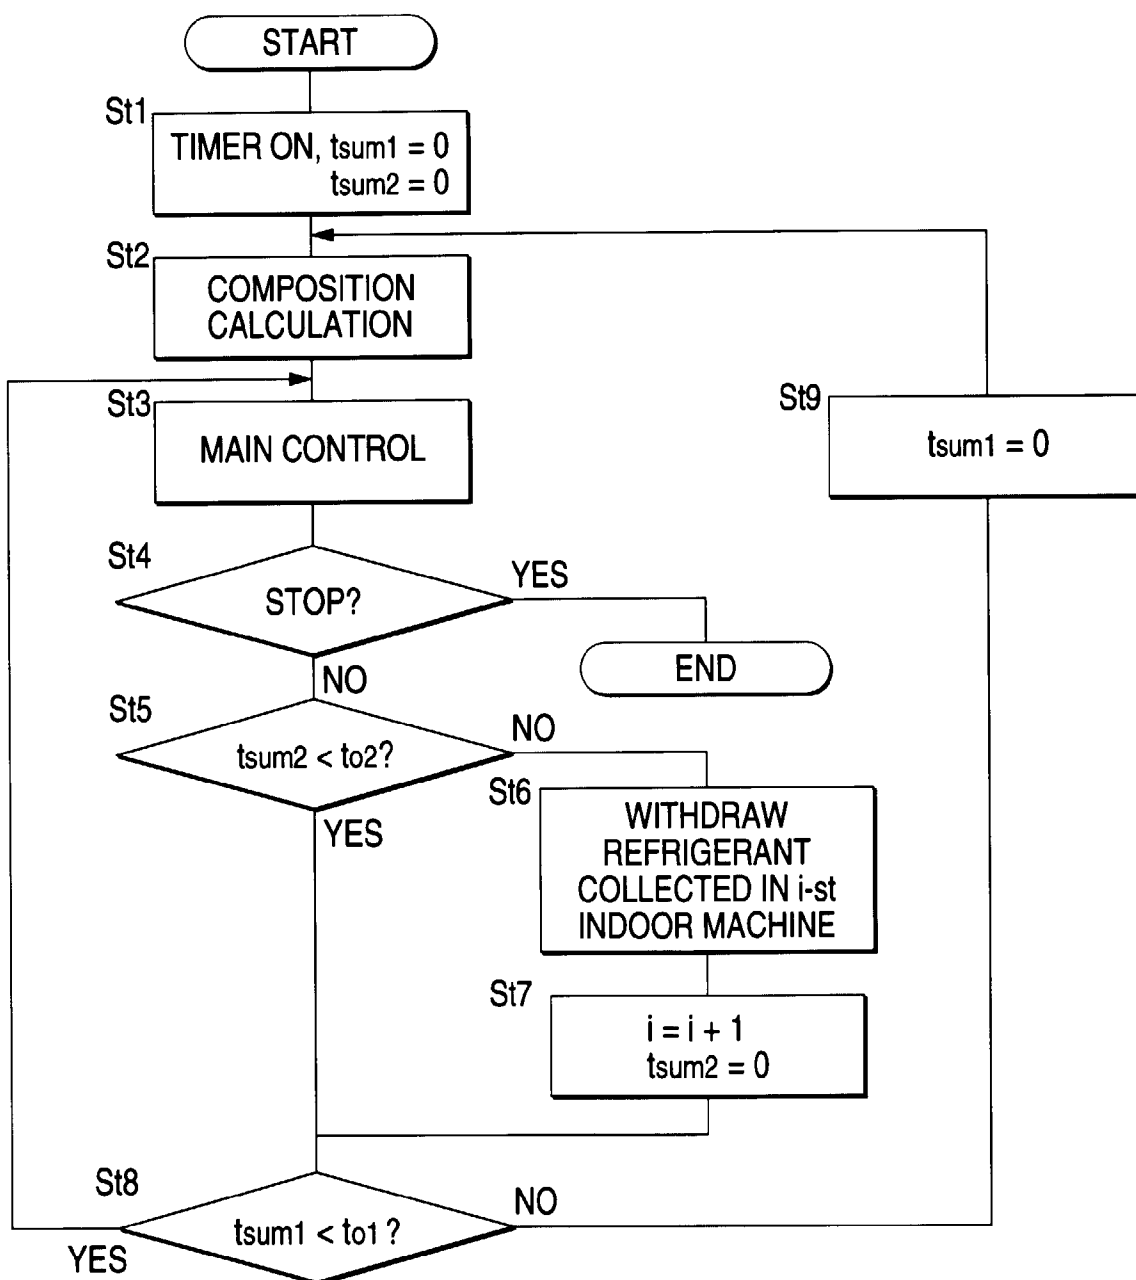 START
St1
TIMER ON, tsum1 = 0
tsum2 = 0
St2
COMPOSITION
CALCULATION
St3
MAIN CONTROL
St9
tsum1 = 0
St4
STOP?
YES
END
NO
St5
tsum2 < to2?
NO
YES
St6
WITHDRAW
REFRIGERANT
COLLECTED IN i-st
INDOOR MACHINE
St7
i = i + 1
tsum2 = 0
St8
tsum1 < to1 ?
NO
YES